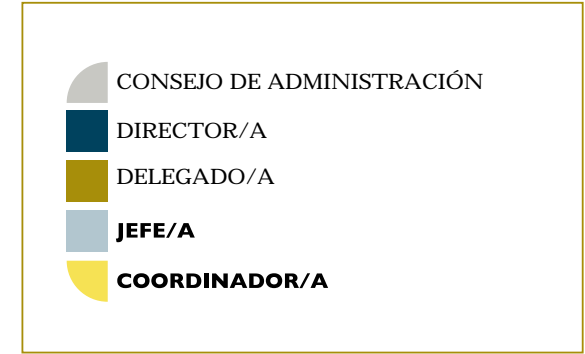 CONSEJO DE ADMINISTRACIÓN
DIRECTOR/A
DELEGADO/A
JEFE/A
COORDINADOR/A